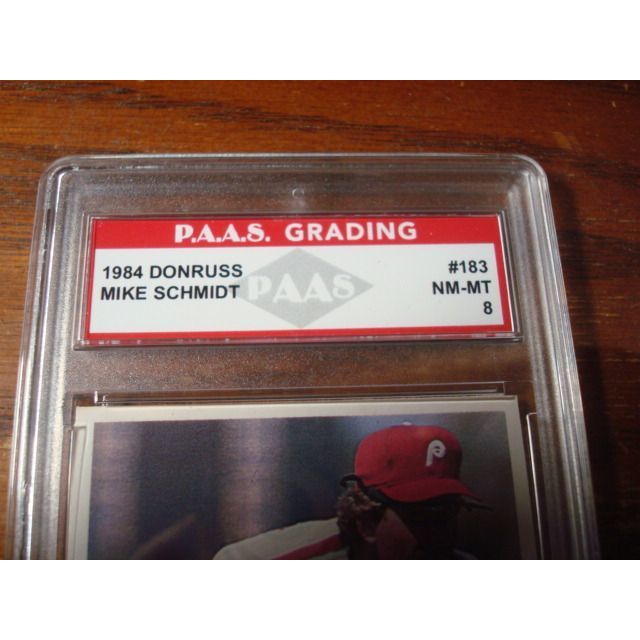 P.A.A.S. GRADING
1984 DONRUSS #183
MIKE SCHMIDT PAAS NM-MT
8
P